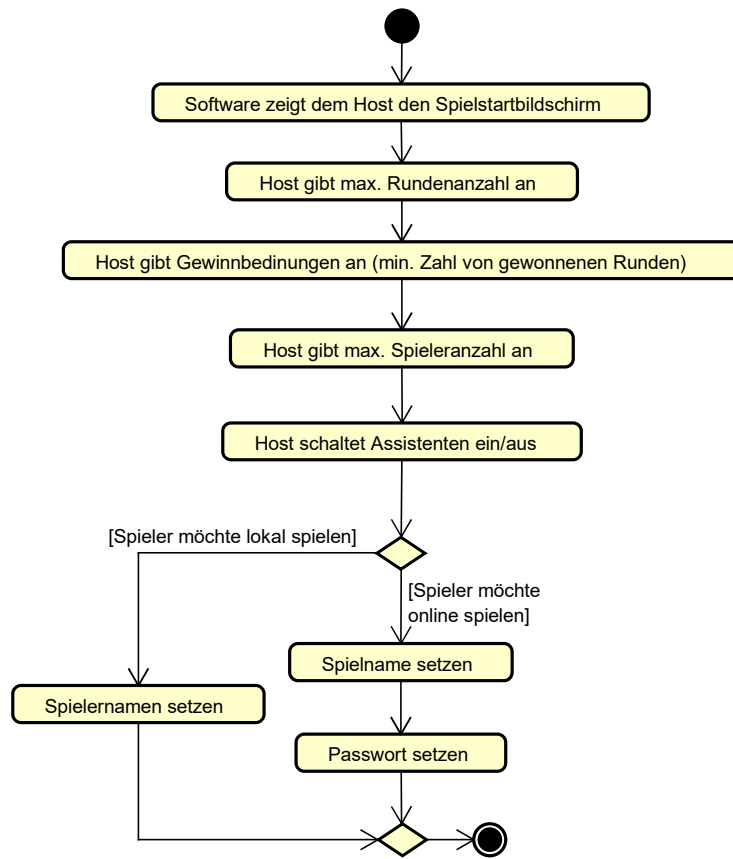 Software zeigt dem Host den Spielstartbildschirm
Host gibt max. Rundenanzahl an
Host gibt Gewinnbedinungen an (min. Zahl von gewonnenen Runden)
Host gibt max. Spieleranzahl an
Host schaltet Assistenten ein/aus
[Spieler möchte lokal spielen]
[Spieler möchte
online spielen]
Spielname setzen
Spielernamen setzen
Passwort setzen